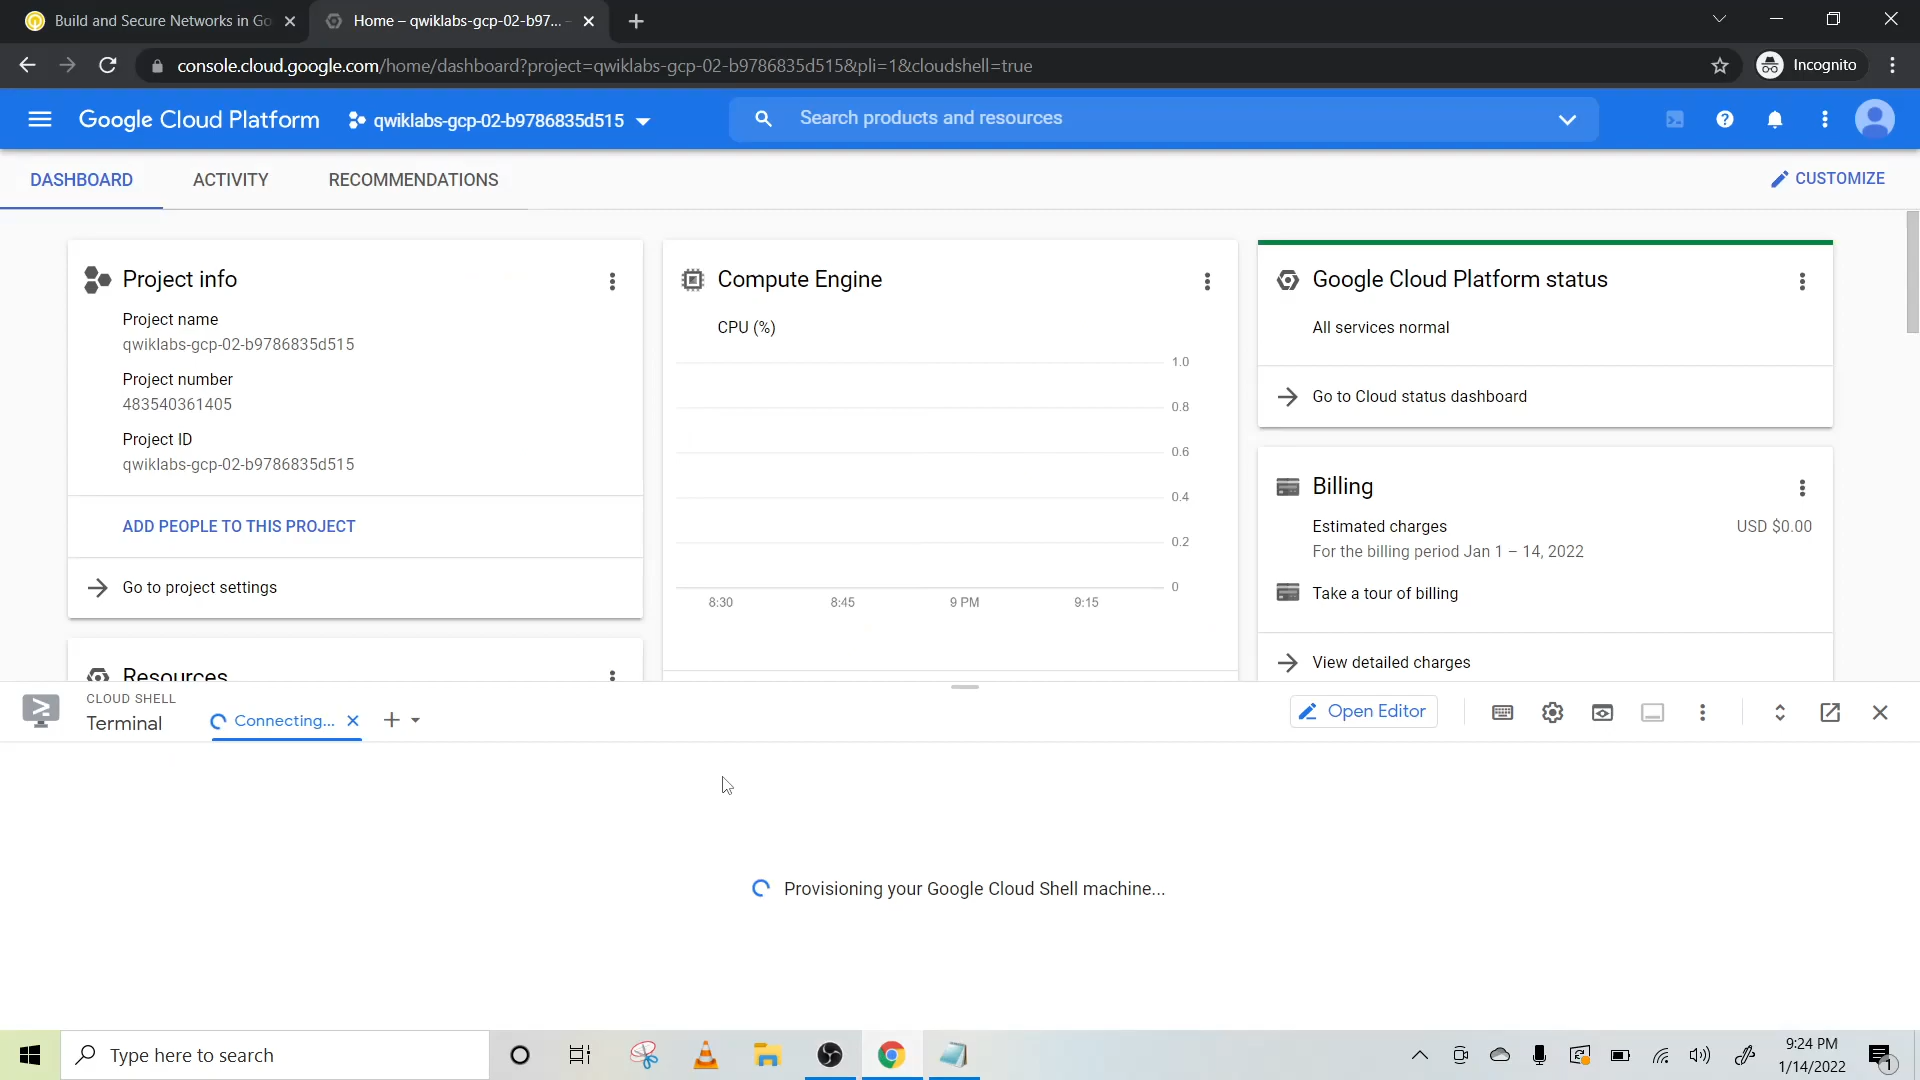 Build and Secure Networks in Go
Home – qwiklabs-gcp-02-b97... –
console.cloud.google.com/home/dashboard?project=qwiklabs-gcp-02-b9786835d515&pli=1&cloudshell=true
Incognito
Google Cloud Platform
qwiklabs-gcp-02-b9786835d515
Search products and resources
DASHBOARD
ACTIVITY
RECOMMENDATIONS
CUSTOMIZE
Project info
Project name
qwiklabs-gcp-02-b9786835d515
Project number
483540361405
Project ID
qwiklabs-gcp-02-b9786835d515
ADD PEOPLE TO THIS PROJECT
Go to project settings
Resources
Compute Engine
CPU (%)
1.0
0.8
0.6
0.4
0.2
0
8:30 8:45 9 PM 9:15
Google Cloud Platform status
All services normal
Go to Cloud status dashboard
Billing
Estimated charges USD $0.00
For the billing period Jan 1 – 14, 2022
Take a tour of billing
View detailed charges
CLOUD SHELL
Terminal
Connecting...
Open Editor
Provisioning your Google Cloud Shell machine...
Type here to search
9:24 PM
1/14/2022
1